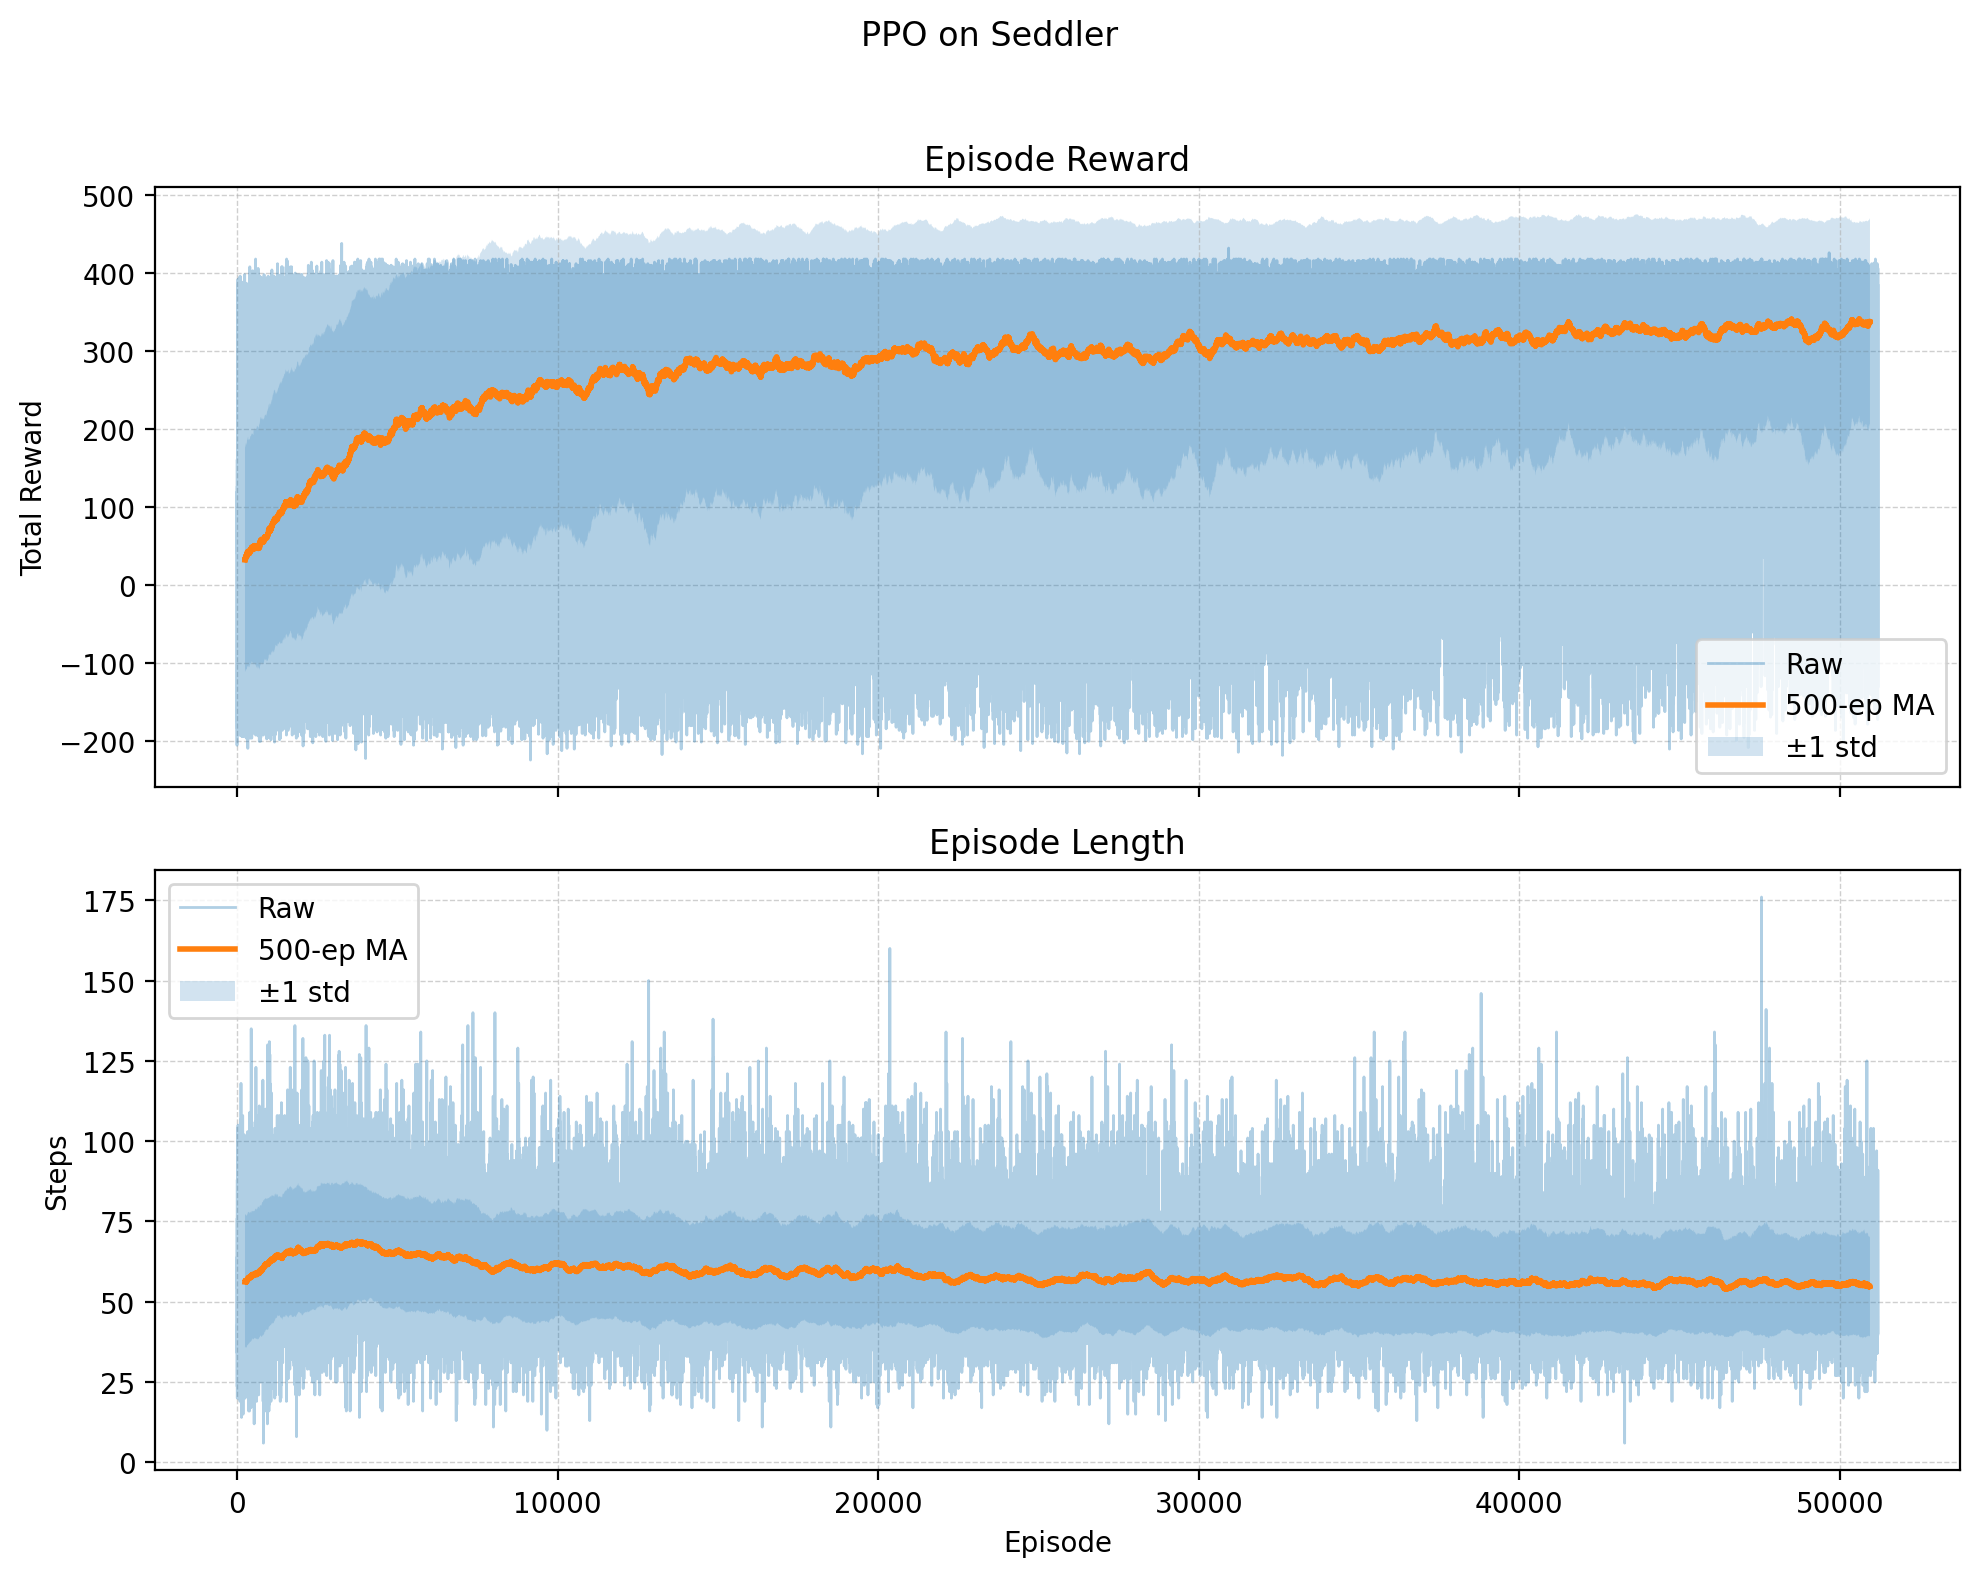 PPO on Seddler
Episode Reward
500
400
300
200
100
0
−100
−200
Total Reward
Raw
500-ep MA
±1 std
Episode Length
175
150
125
100
75
50
25
0
Steps
Raw
500-ep MA
±1 std
0 10000 20000 30000 40000 50000
Episode